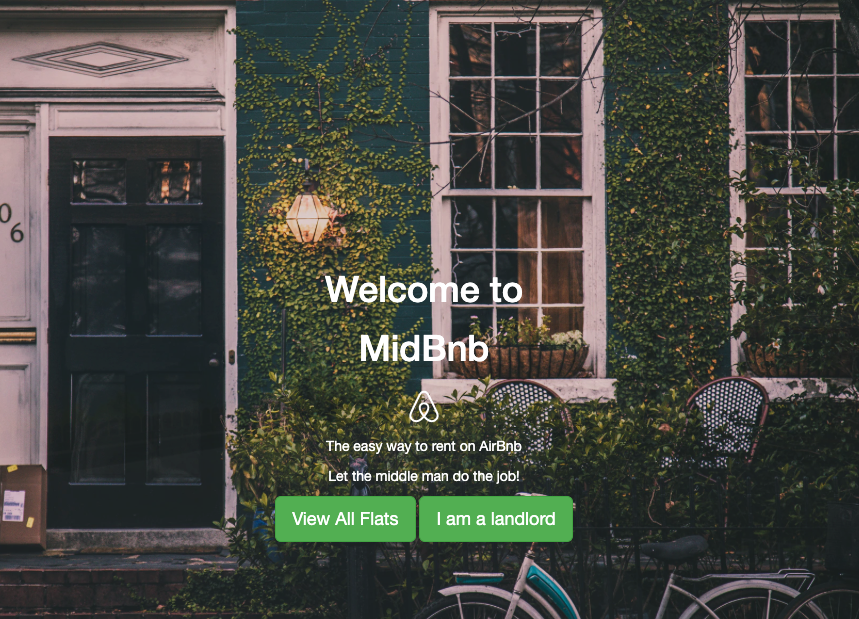 06
Welcome to
MidBnb
The easy way to rent on AirBnb
Let the middle man do the job!
View All Flats
I am a landlord